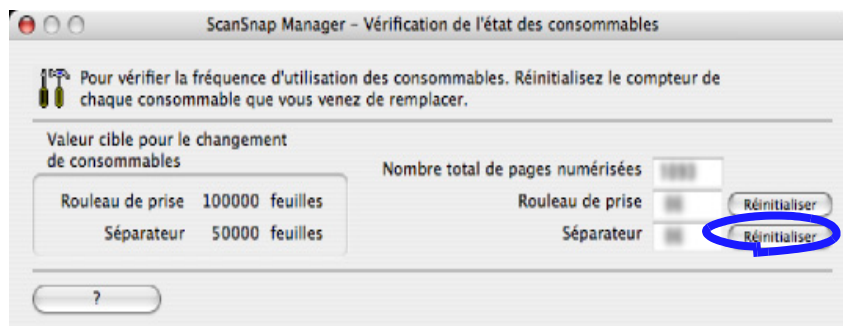 ScanSnap Manager – Vérification de l'état des consommables
Pour vérifier la fréquence d'utilisation des consommables. Réinitialisez le compteur de
chaque consommable que vous venez de remplacer.
Valeur cible pour le changement
de consommables
Rouleau de prise 100000 feuilles
Séparateur 50000 feuilles
Nombre total de pages numérisées
Rouleau de prise Réinitialiser
Séparateur Réinitialiser
?